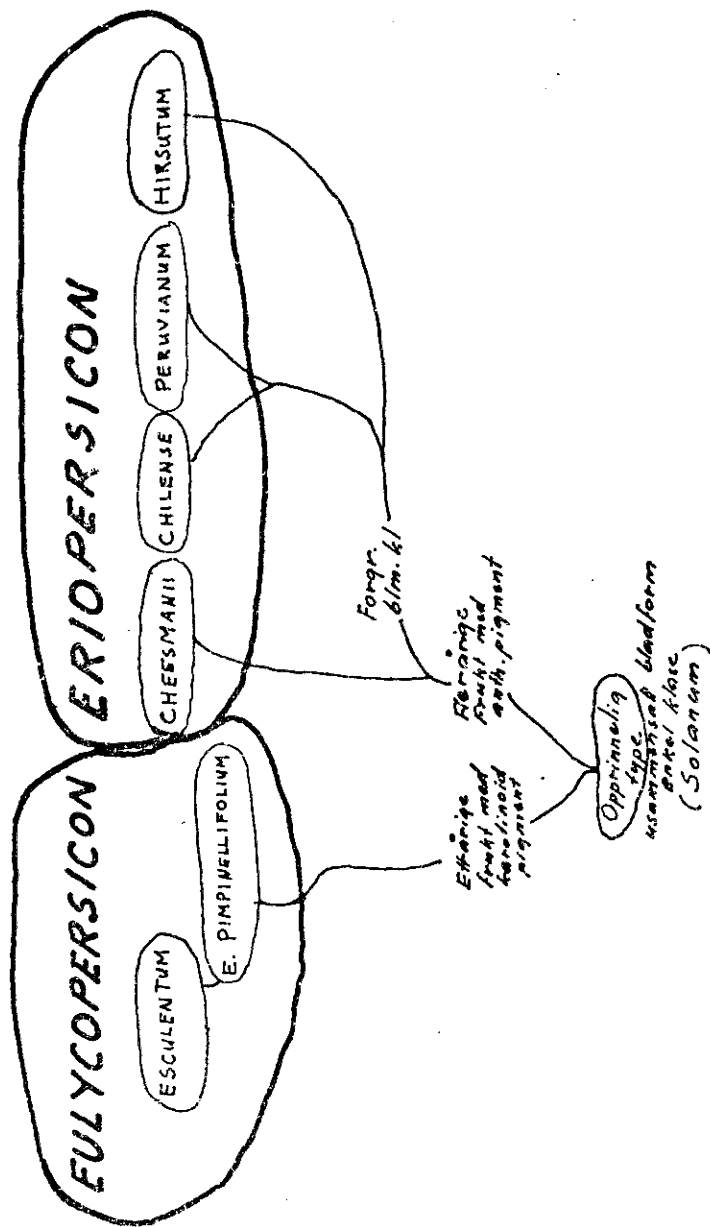 EULYCOPERSICON
ERIOPERSICON
ESCULENTUM
E. PIMPINELLIFOLIUM
CHEESMANII
CHILENSE
PERUVIANUM
HIRSUTUM
Forgr.
blm. kl
Ettårige
frukt med
karotinoid
pigment
Flerårige
frukt med
anth. pigment
Opprinnelig
type
usammensatt bladform
enkel klase
(Solanum)